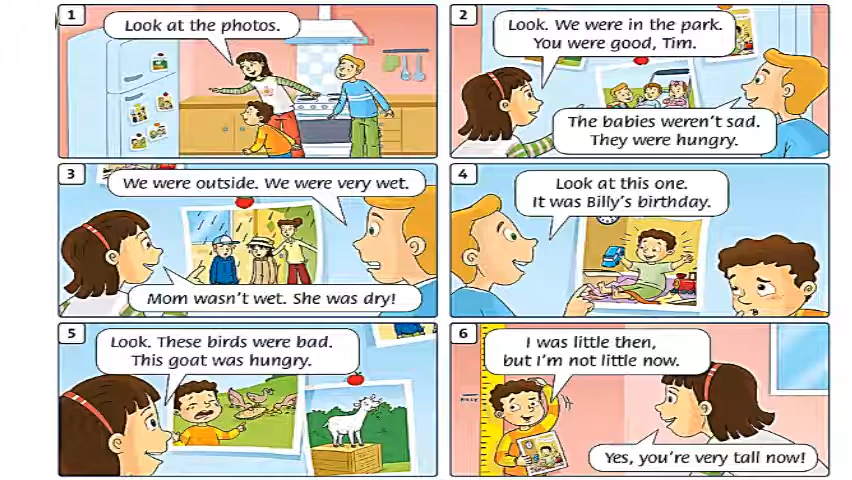 1
Look at the photos.
2
Look. We were in the park.
You were good, Tim.
The babies weren't sad.
They were hungry.
3
We were outside. We were very wet.
Mom wasn't wet. She was dry!
4
Look at this one.
It was Billy's birthday.
5
Look. These birds were bad.
This goat was hungry.
6
I was little then,
but I'm not little now.
Yes, you're very tall now!